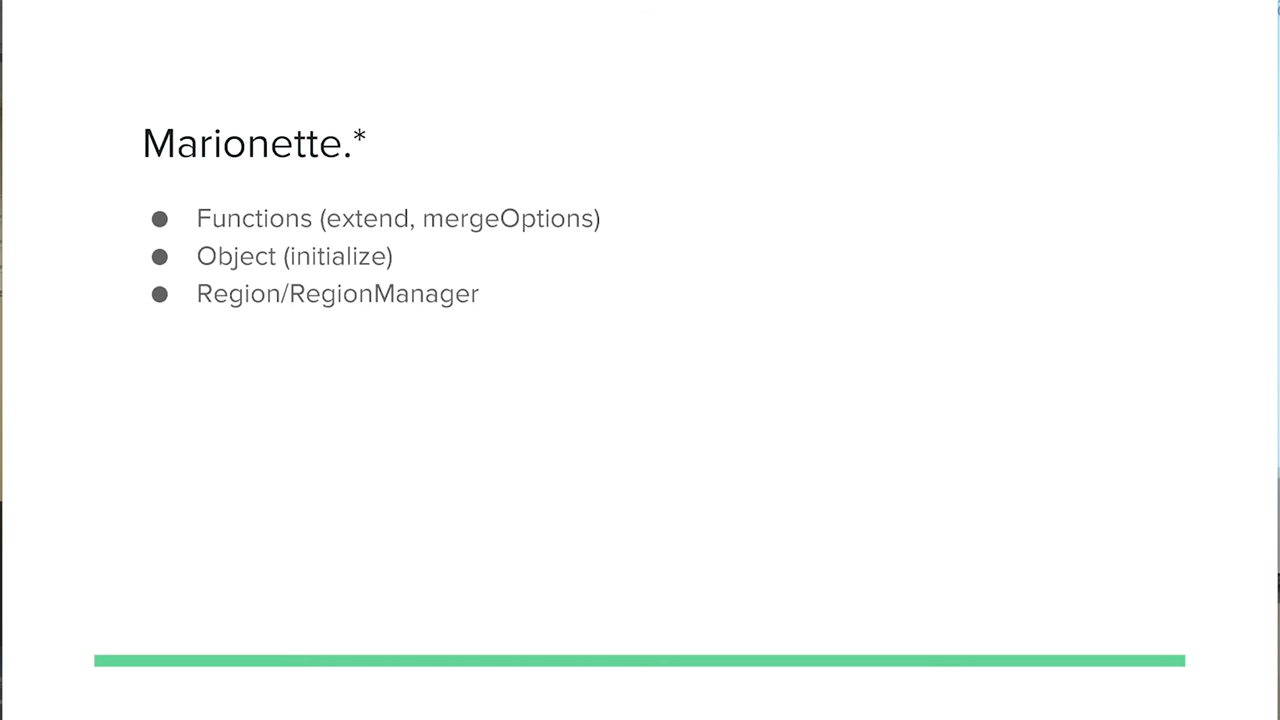 Marionette.*
● Functions (extend, mergeOptions)
● Object (initialize)
● Region/RegionManager